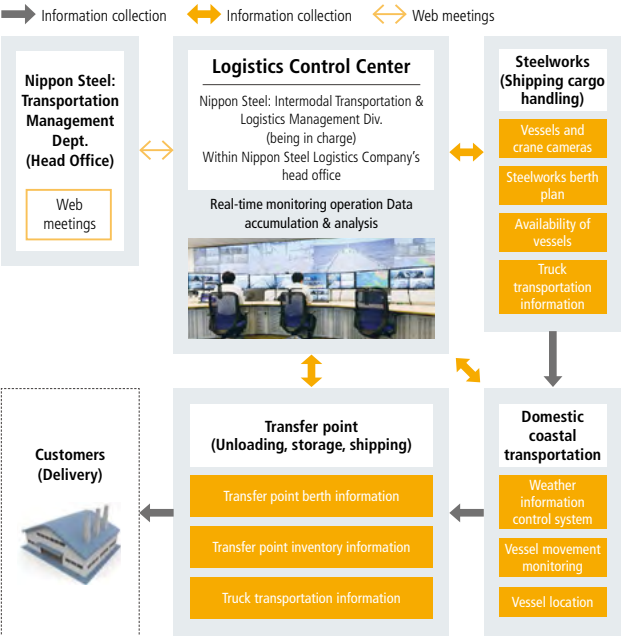 Information collection
Information collection
Web meetings
Nippon Steel:
Transportation
Management
Dept.
(Head Office)
Web
meetings
Logistics Control Center
Nippon Steel: Intermodal Transportation &
Logistics Management Div.
(being in charge)
Within Nippon Steel Logistics Company's
head office
Real-time monitoring operation Data
accumulation & analysis
Steelworks
(Shipping cargo
handling)
Vessels and
crane cameras
Steelworks berth
plan
Availability of
vessels
Truck
transportation
information
Customers
(Delivery)
Transfer point
(Unloading, storage, shipping)
Transfer point berth information
Transfer point inventory information
Truck transportation information
Domestic
coastal
transportation
Weather
information
control system
Vessel movement
monitoring
Vessel location